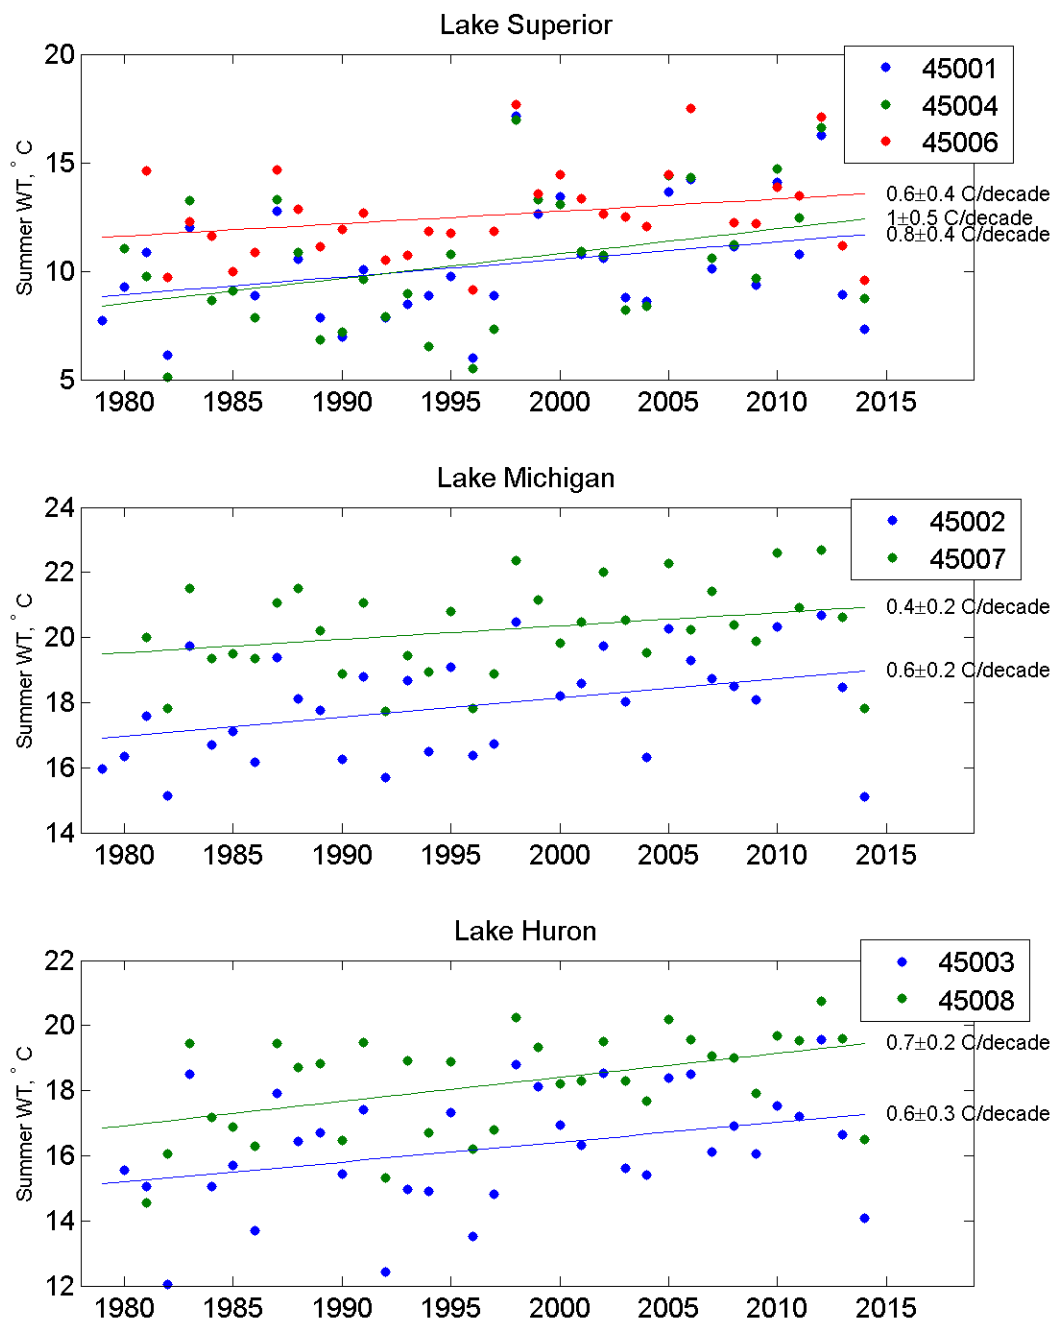 Lake Superior
Summer WT, ° C
20
15
10
5
1980 1985 1990 1995 2000 2005 2010 2015
45001
45004
45006
0.6±0.4 C/decade
1±0.5 C/decade
0.8±0.4 C/decade
Lake Michigan
Summer WT, ° C
24
22
20
18
16
14
1980 1985 1990 1995 2000 2005 2010 2015
45002
45007
0.4±0.2 C/decade
0.6±0.2 C/decade
Lake Huron
Summer WT, ° C
22
20
18
16
14
12
1980 1985 1990 1995 2000 2005 2010 2015
45003
45008
0.7±0.2 C/decade
0.6±0.3 C/decade